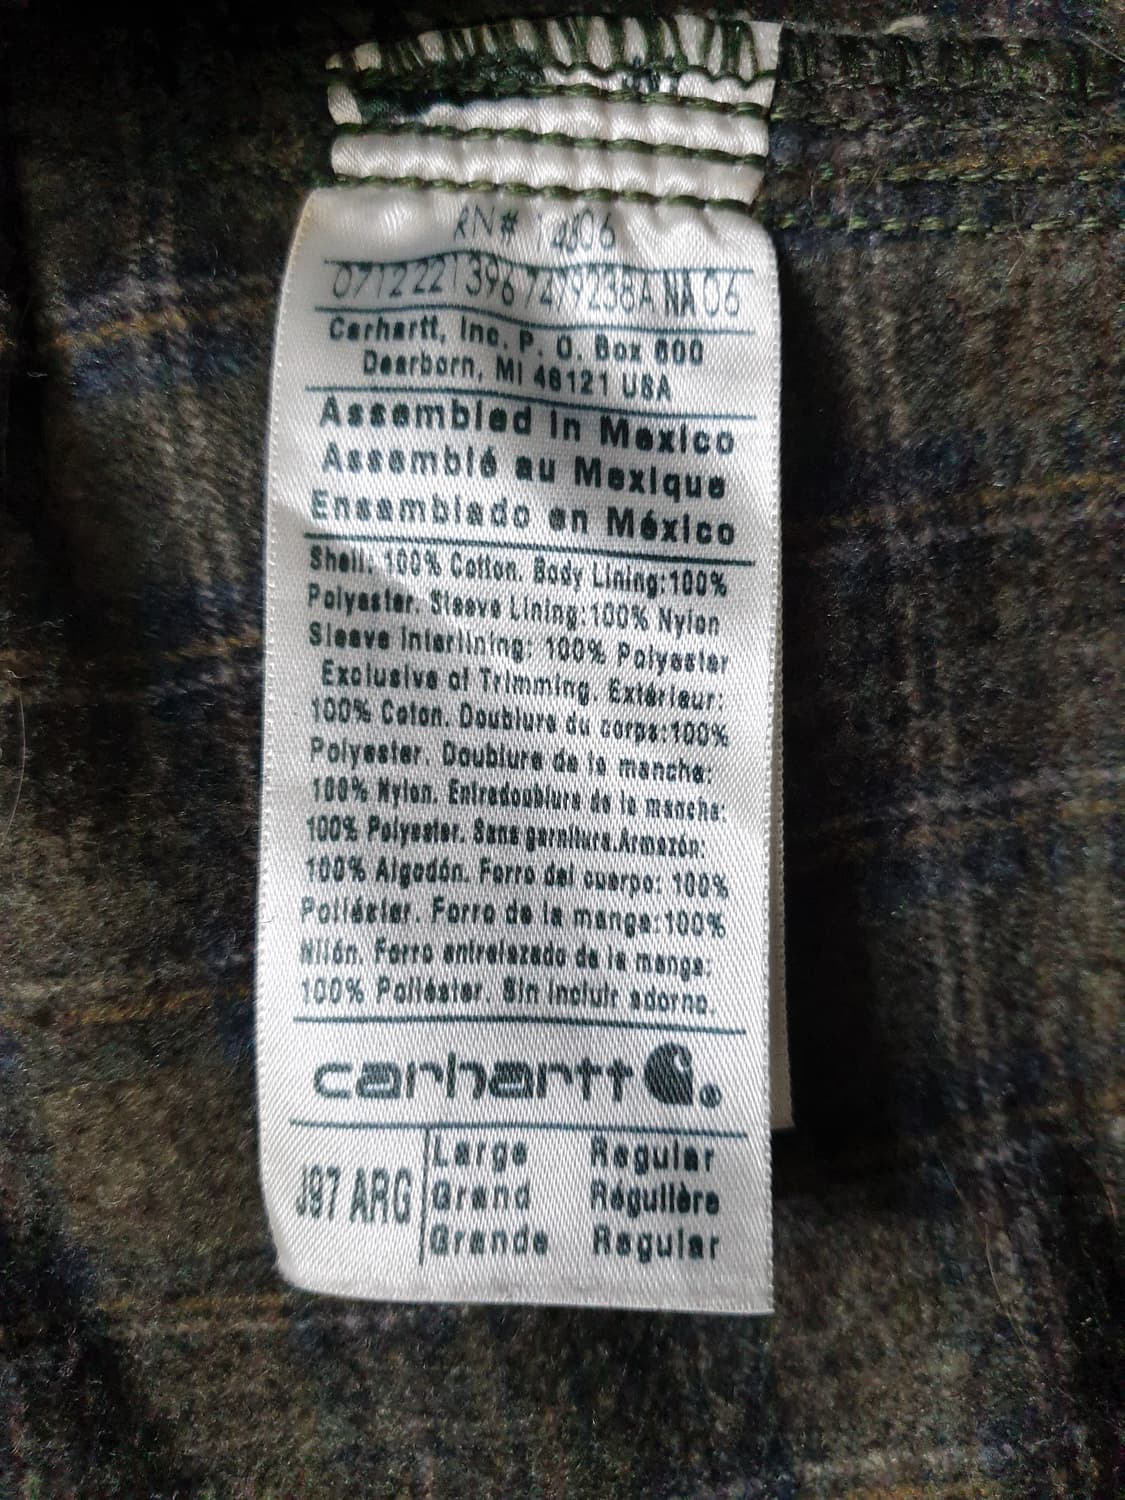 RN# 14806
07122213967479238A NA 06
Carhartt, Inc. P. O. Box 600
Dearborn, MI 48121 USA
Assembled in Mexico
Assemblé au Mexique
Ensamblado en México
Shell: 100% Cotton. Body Lining:100%
Polyester. Sleeve Lining:100% Nylon
Sleeve Interlining: 100% Polyester
Exclusive of Trimming. Extérieur:
100% Coton. Doublure du corps:100%
Polyester. Doublure de la manche:
100% Nylon. Entredoublure de la manche:
100% Polyester. Sans garniture.Armazón:
100% Algodón. Forro del cuerpo: 100%
Poliéster. Forro de la manga:100%
Nilón. Forro entrelazado de la manga:
100% Poliéster. Sin incluir adorno.
carhartt
J97 ARG
Large Regular
Grand Régulière
Grande Regular